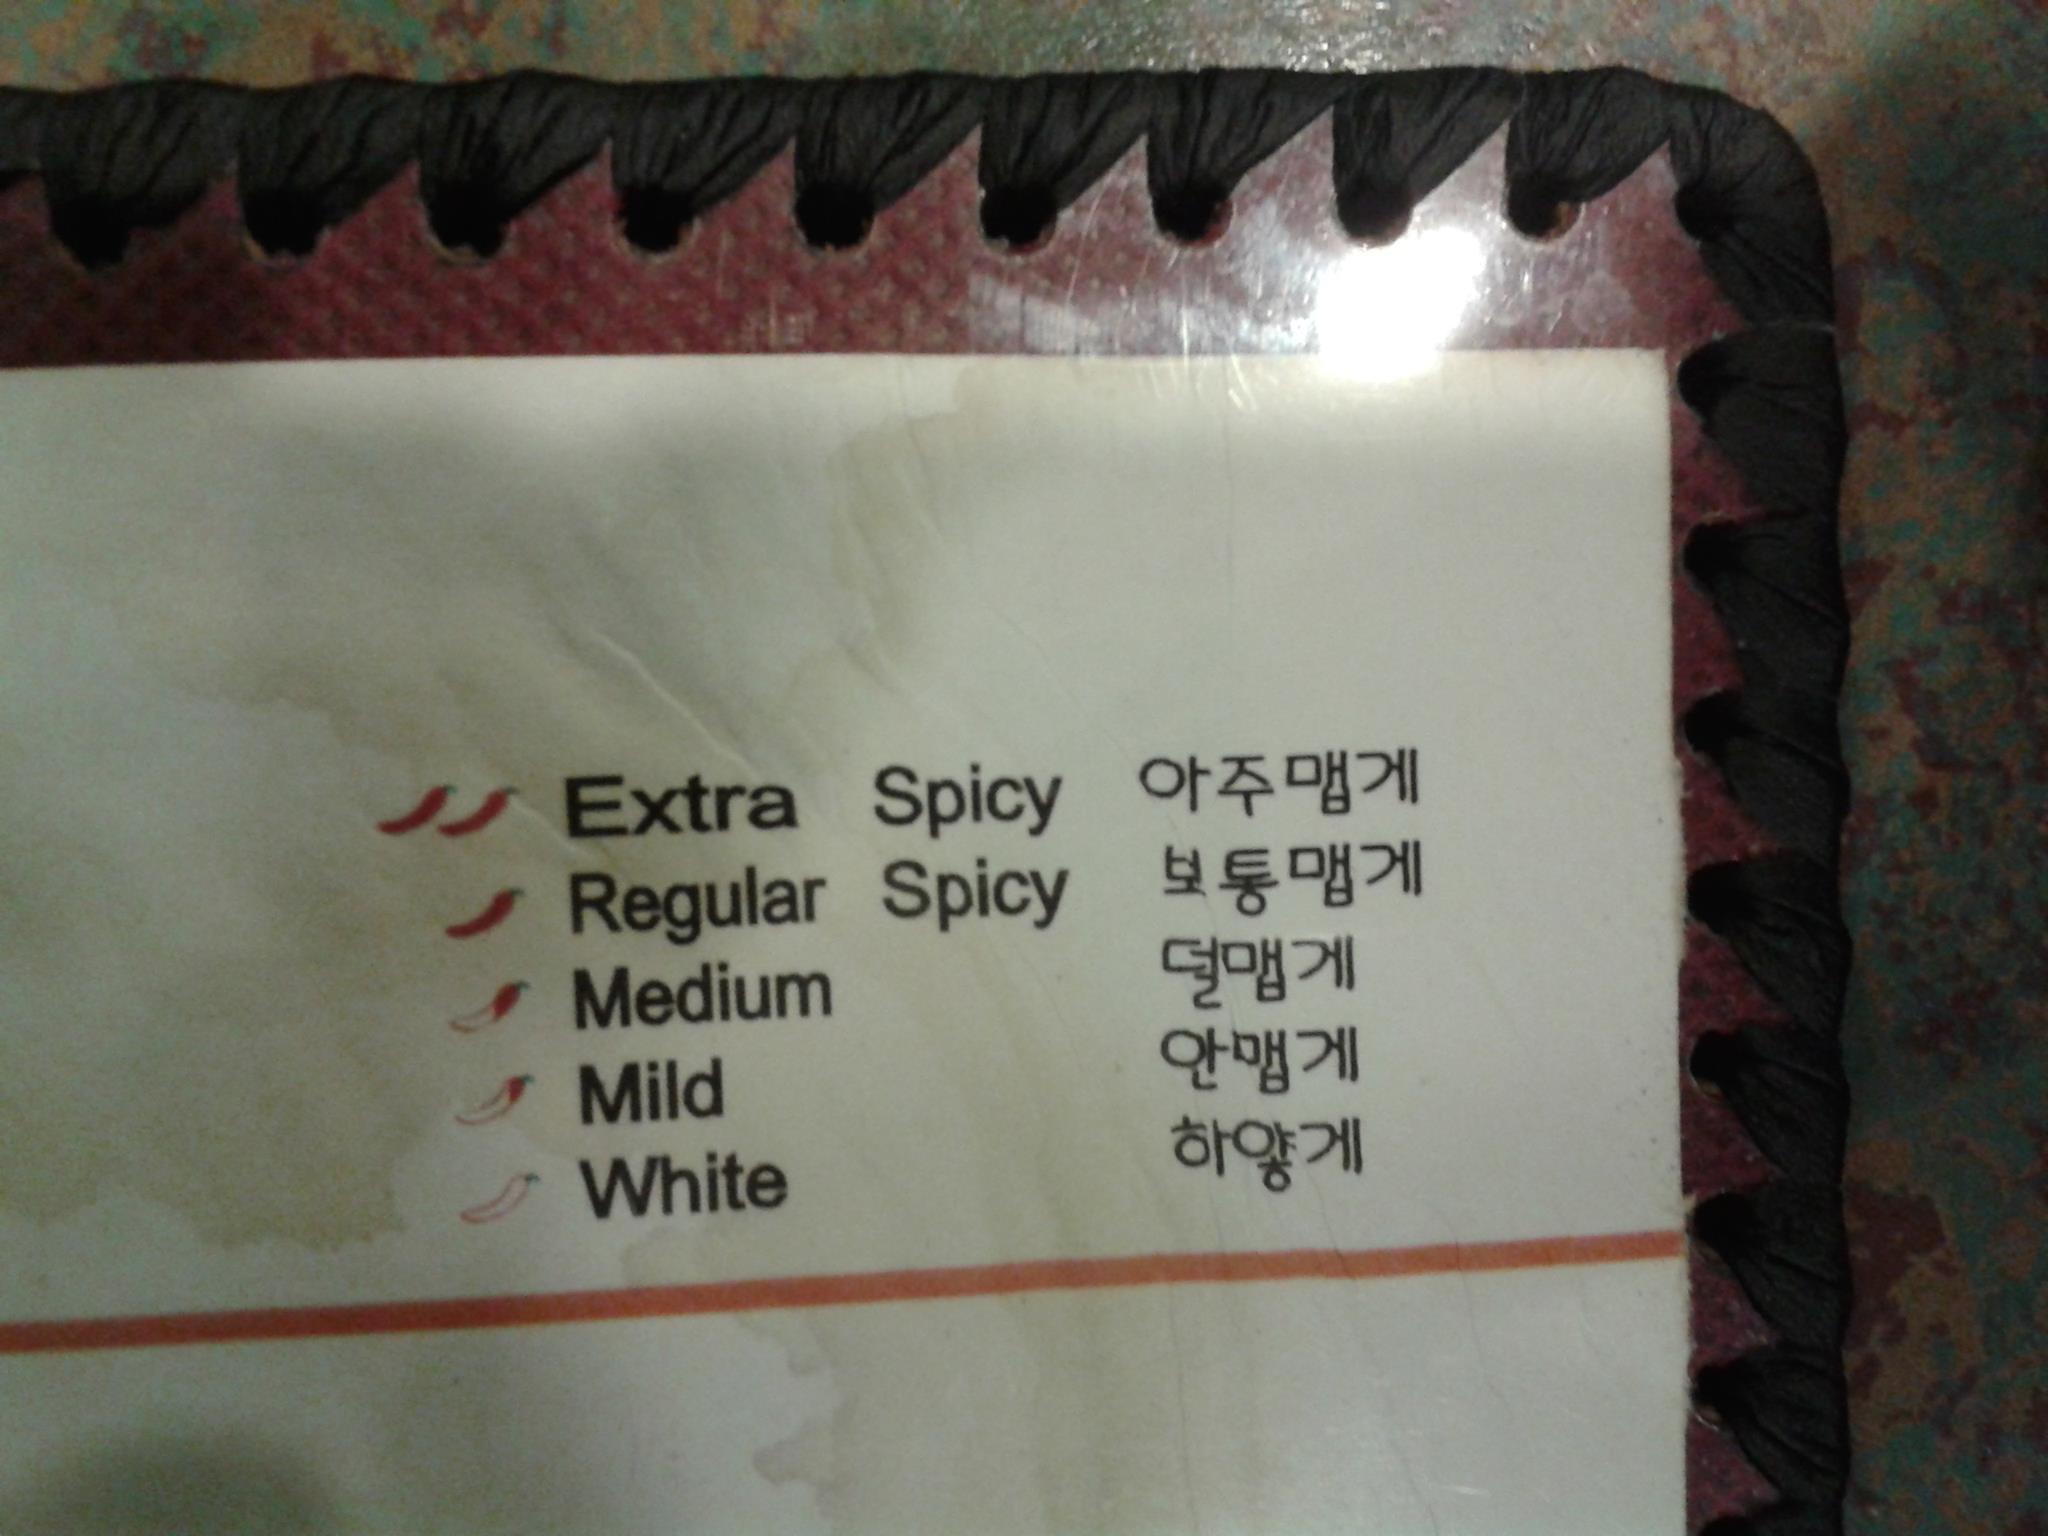 Extra Spicy 아주맵게
Regular Spicy 보통맵게
Medium 덜맵게
Mild 안맵게
White 하얗게